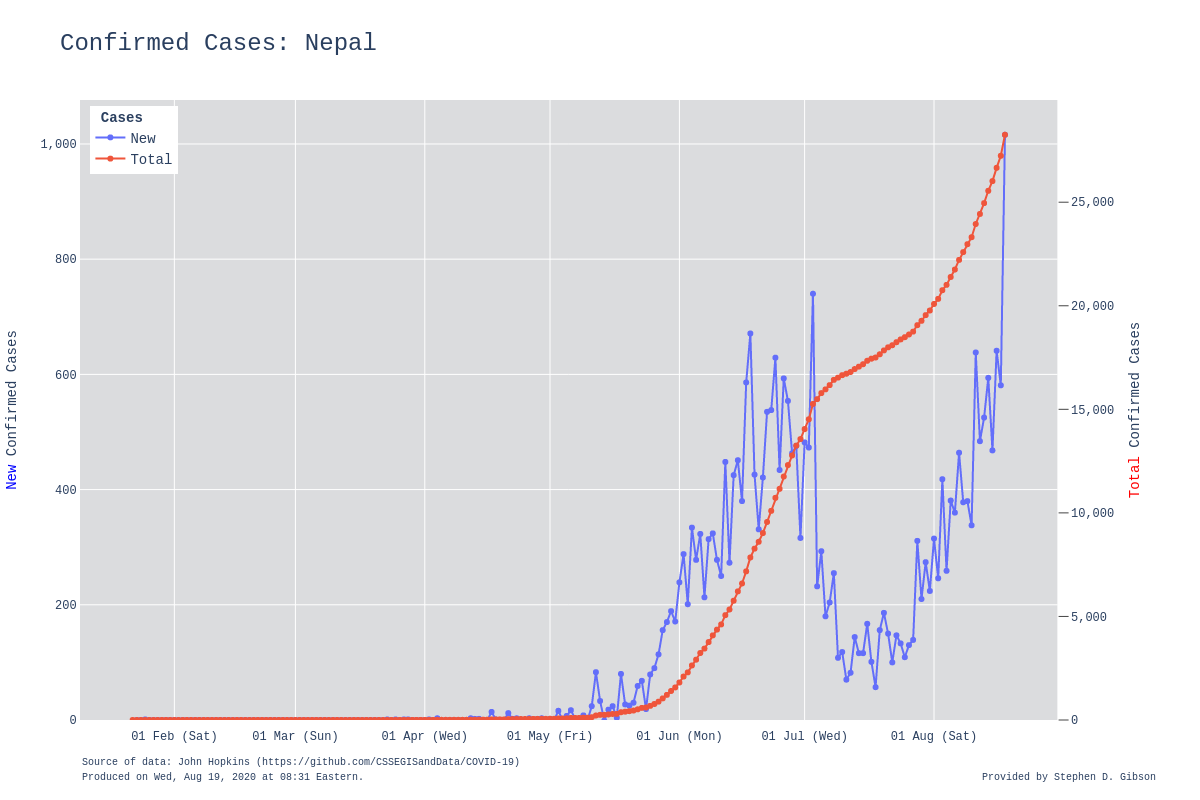 Confirmed Cases: Nepal
Cases
New
Total
1,000
800
600
400
200
0
New Confirmed Cases
25,000
20,000
15,000
10,000
5,000
0
Total Confirmed Cases
01 Feb (Sat) 01 Mar (Sun) 01 Apr (Wed) 01 May (Fri) 01 Jun (Mon) 01 Jul (Wed) 01 Aug (Sat)
Source of data: John Hopkins (https://github.com/CSSEGISandData/COVID-19)
Produced on Wed, Aug 19, 2020 at 08:31 Eastern.
Provided by Stephen D. Gibson